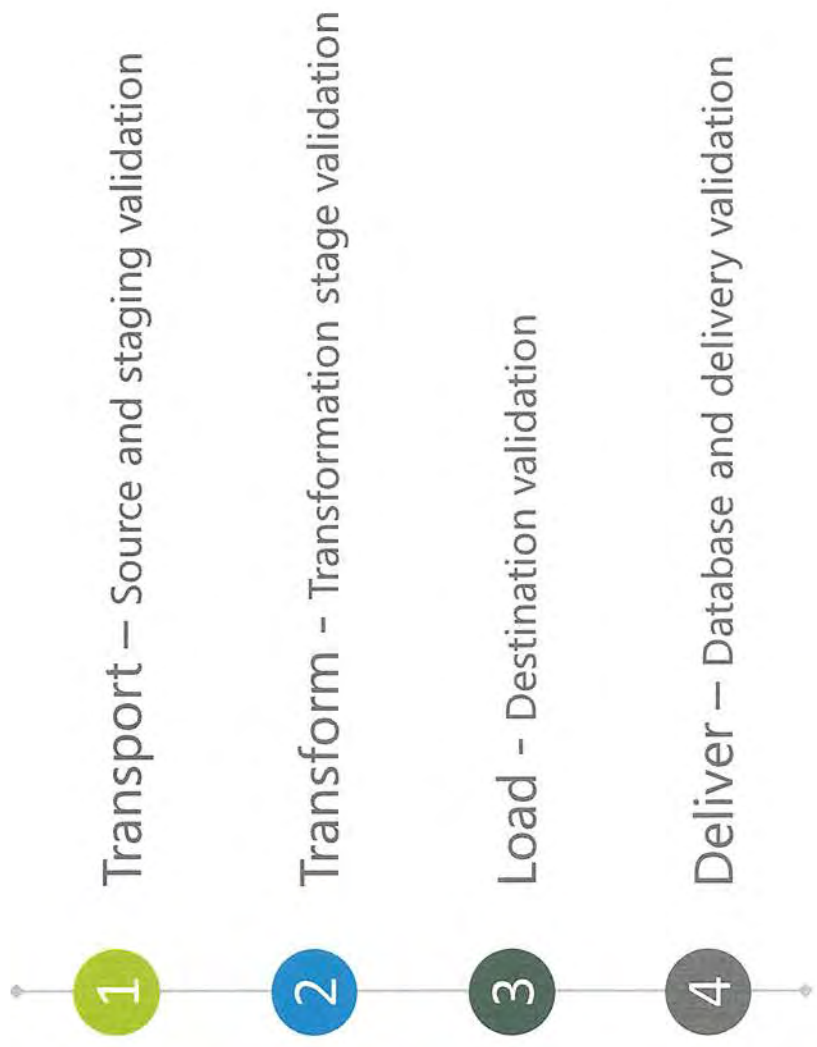 1 Transport – Source and staging validation
2 Transform - Transformation stage validation
3 Load - Destination validation
4 Deliver – Database and delivery validation